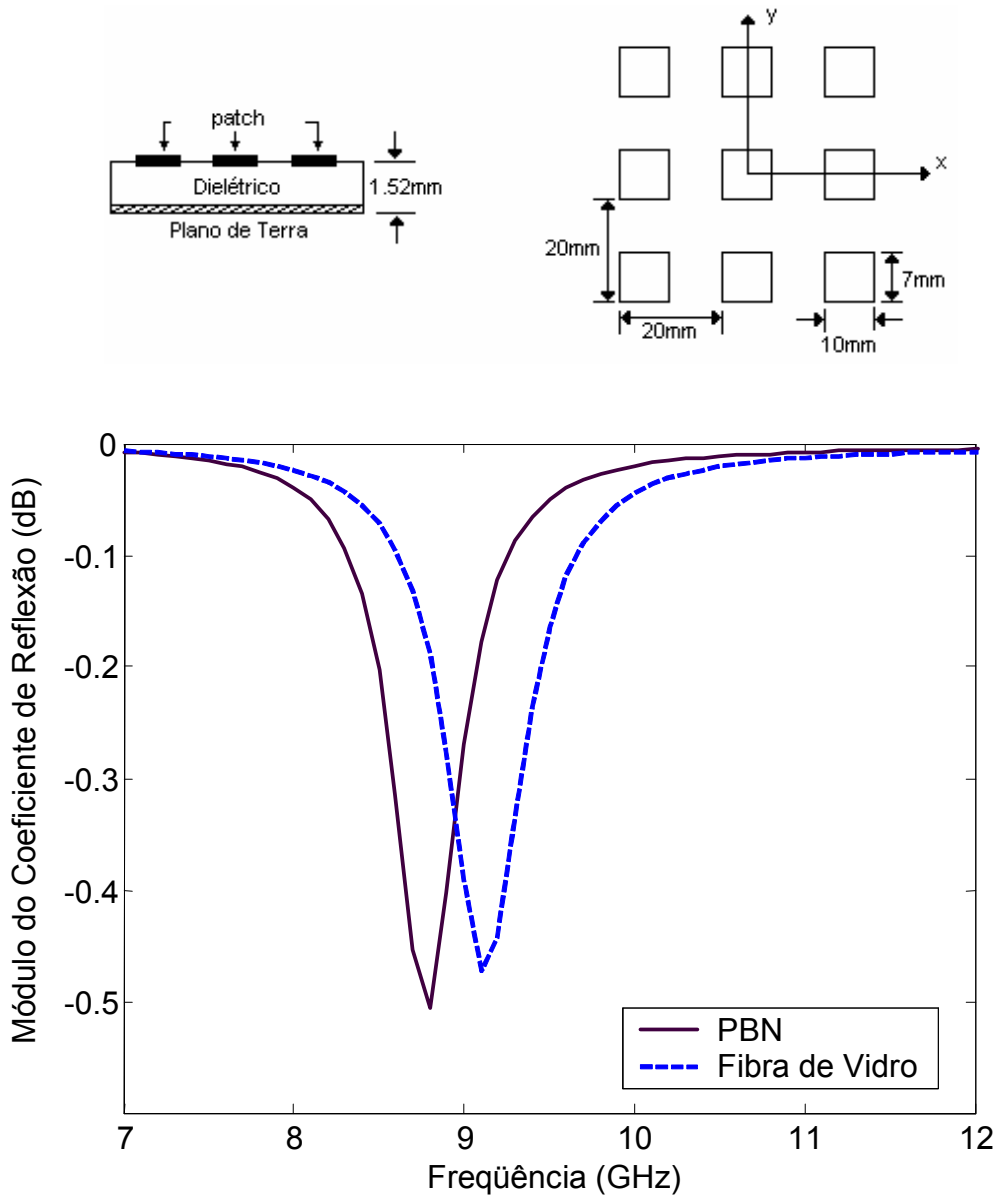 patch
Dielétrico
1.52mm
Plano de Terra
y
x
20mm
20mm
7mm
10mm
Módulo do Coeficiente de Reflexão (dB)
0
-0.1
-0.2
-0.3
-0.4
-0.5
PBN
Fibra de Vidro
7 8 9 10 11 12
Freqüência (GHz)